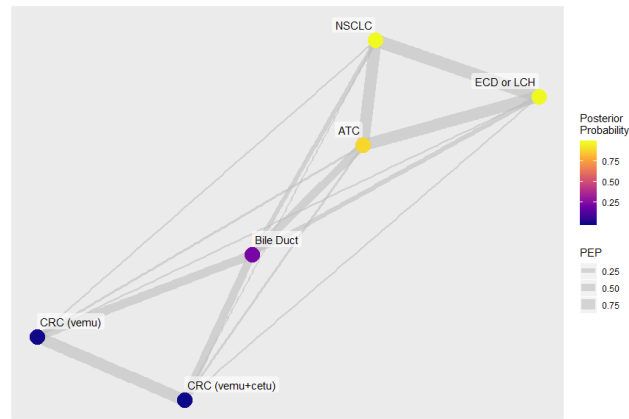 NSCLC
ECD or LCH
ATC
Bile Duct
CRC (vemu)
CRC (vemu+cetu)
Posterior
Probability
0.75
0.50
0.25
PEP
0.25
0.50
0.75